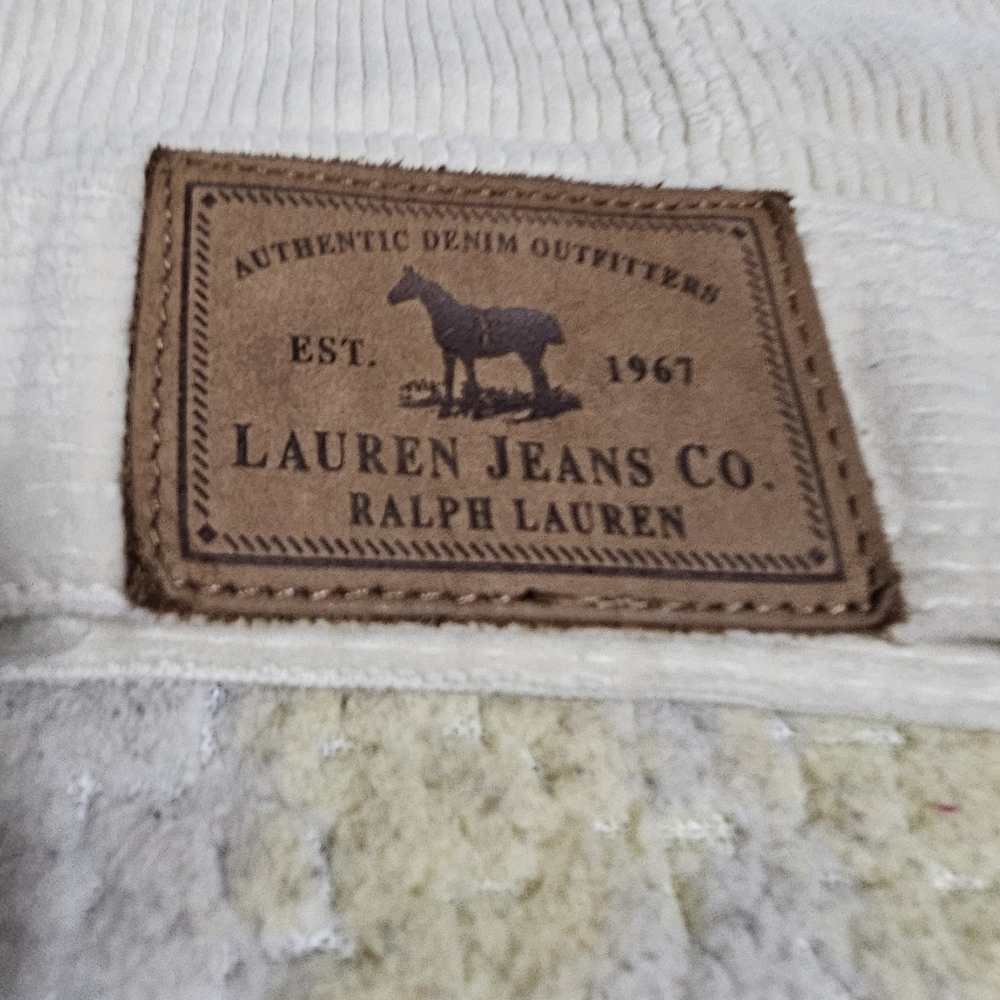 AUTHENTIC DENIM OUTFITTERS
EST. 1967
LAUREN JEANS CO.
RALPH LAUREN